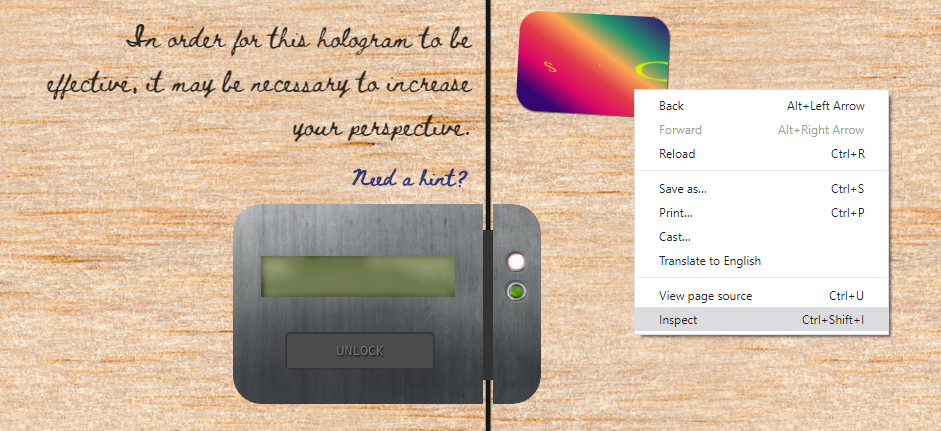 In order for this hologram to be
effective, it may be necessary to increase
your perspective.
Need a hint?
UNLOCK
Back Alt+Left Arrow
Forward Alt+Right Arrow
Reload Ctrl+R
Save as... Ctrl+S
Print... Ctrl+P
Cast...
Translate to English
View page source Ctrl+U
Inspect Ctrl+Shift+I